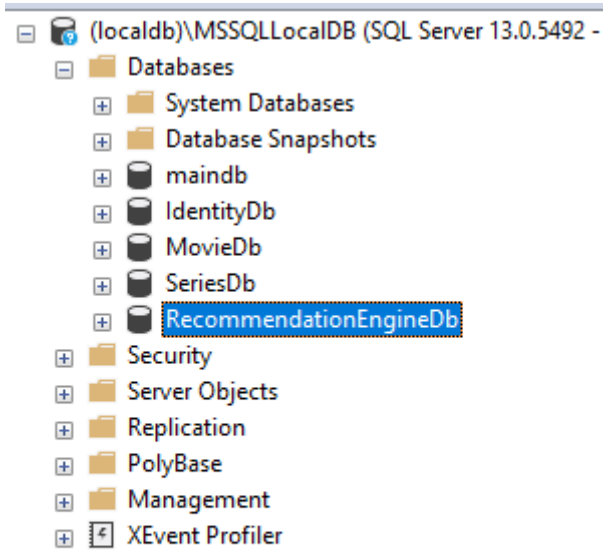 (localdb)\MSSQLLocalDB (SQL Server 13.0.5492 -
Databases
System Databases
Database Snapshots
maindb
IdentityDb
MovieDb
SeriesDb
RecommendationEngineDb
Security
Server Objects
Replication
PolyBase
Management
XEvent Profiler